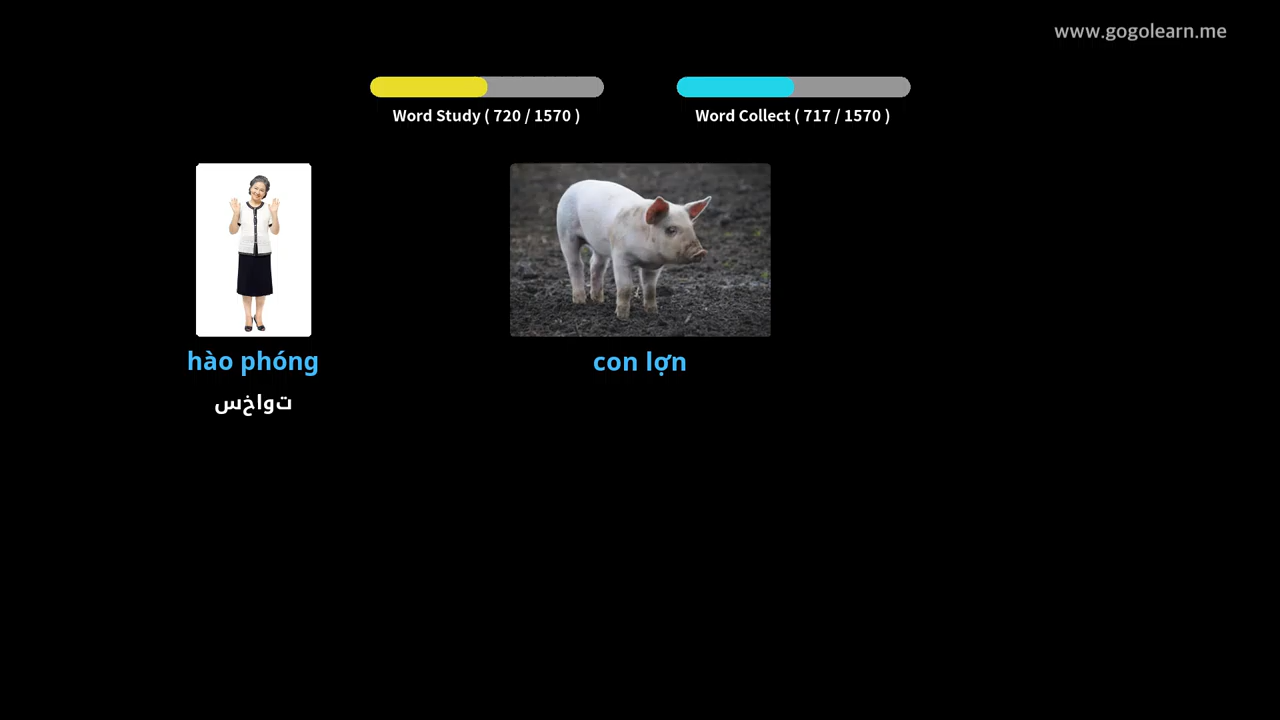 www.gogolearn.me
Word Study ( 720 / 1570 )
Word Collect ( 717 / 1570 )
hào phóng
con lợn
تواخس